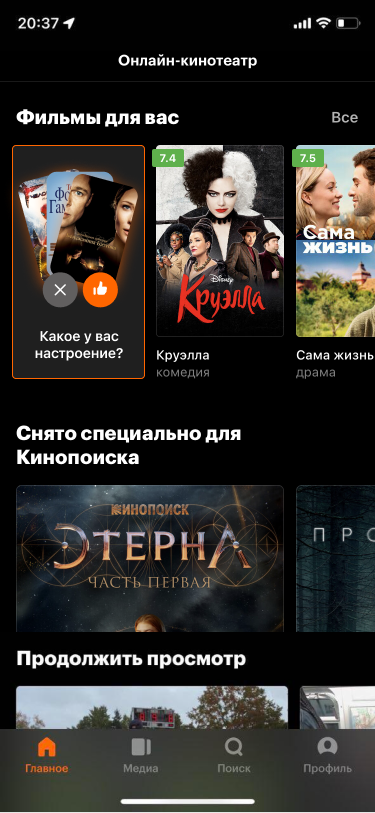 20:37
Онлайн-кинотеатр
Фильмы для вас
Все
7.4
7.5
Сама
жизнь
Disney
Круэлла
Какое у вас
настроение?
Круэлла
комедия
Сама жизнь
драма
Снято специально для
Кинопоиска
КИНОПОИСК
ЭТЕРНА
ЧАСТЬ ПЕРВАЯ
ПРО
Продолжить просмотр
Главное
Медиа
Поиск
Профиль